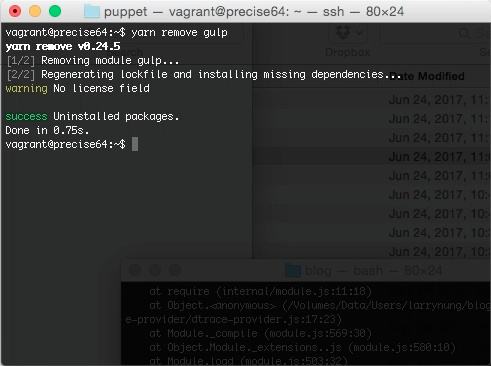 puppet — vagrant@precise64: ~ — ssh — 80×24
vagrant@precise64:~$ yarn remove gulp
yarn remove v0.24.5
[1/2] Removing module gulp...
[2/2] Regenerating lockfile and installing missing dependencies...
warning No license field
success Uninstalled packages.
Done in 0.75s.
vagrant@precise64:~$
Dropbox
ate Modified
Jun 24, 2017, 11:
Jun 24, 2017, 11:
Jun 24, 2017, 11:
Jun 24, 2017, 11:0
Jun 24, 2017, 11:
Jun 24, 2017, 11:
Jun 24, 2017, 10:
Jun 24, 2017, 10:3
Jun 24, 2017, 10:
blog — bash — 80×24
at require (internal/module.js:11:18)
at Object.<anonymous> (/Volumes/Data/Users/larrynung/blog
e-provider/dtrace-provider.js:17:23)
at Module._compile (module.js:569:30)
at Object.Module._extensions..js (module.js:580:10)
at Module.load (module.js:503:32)